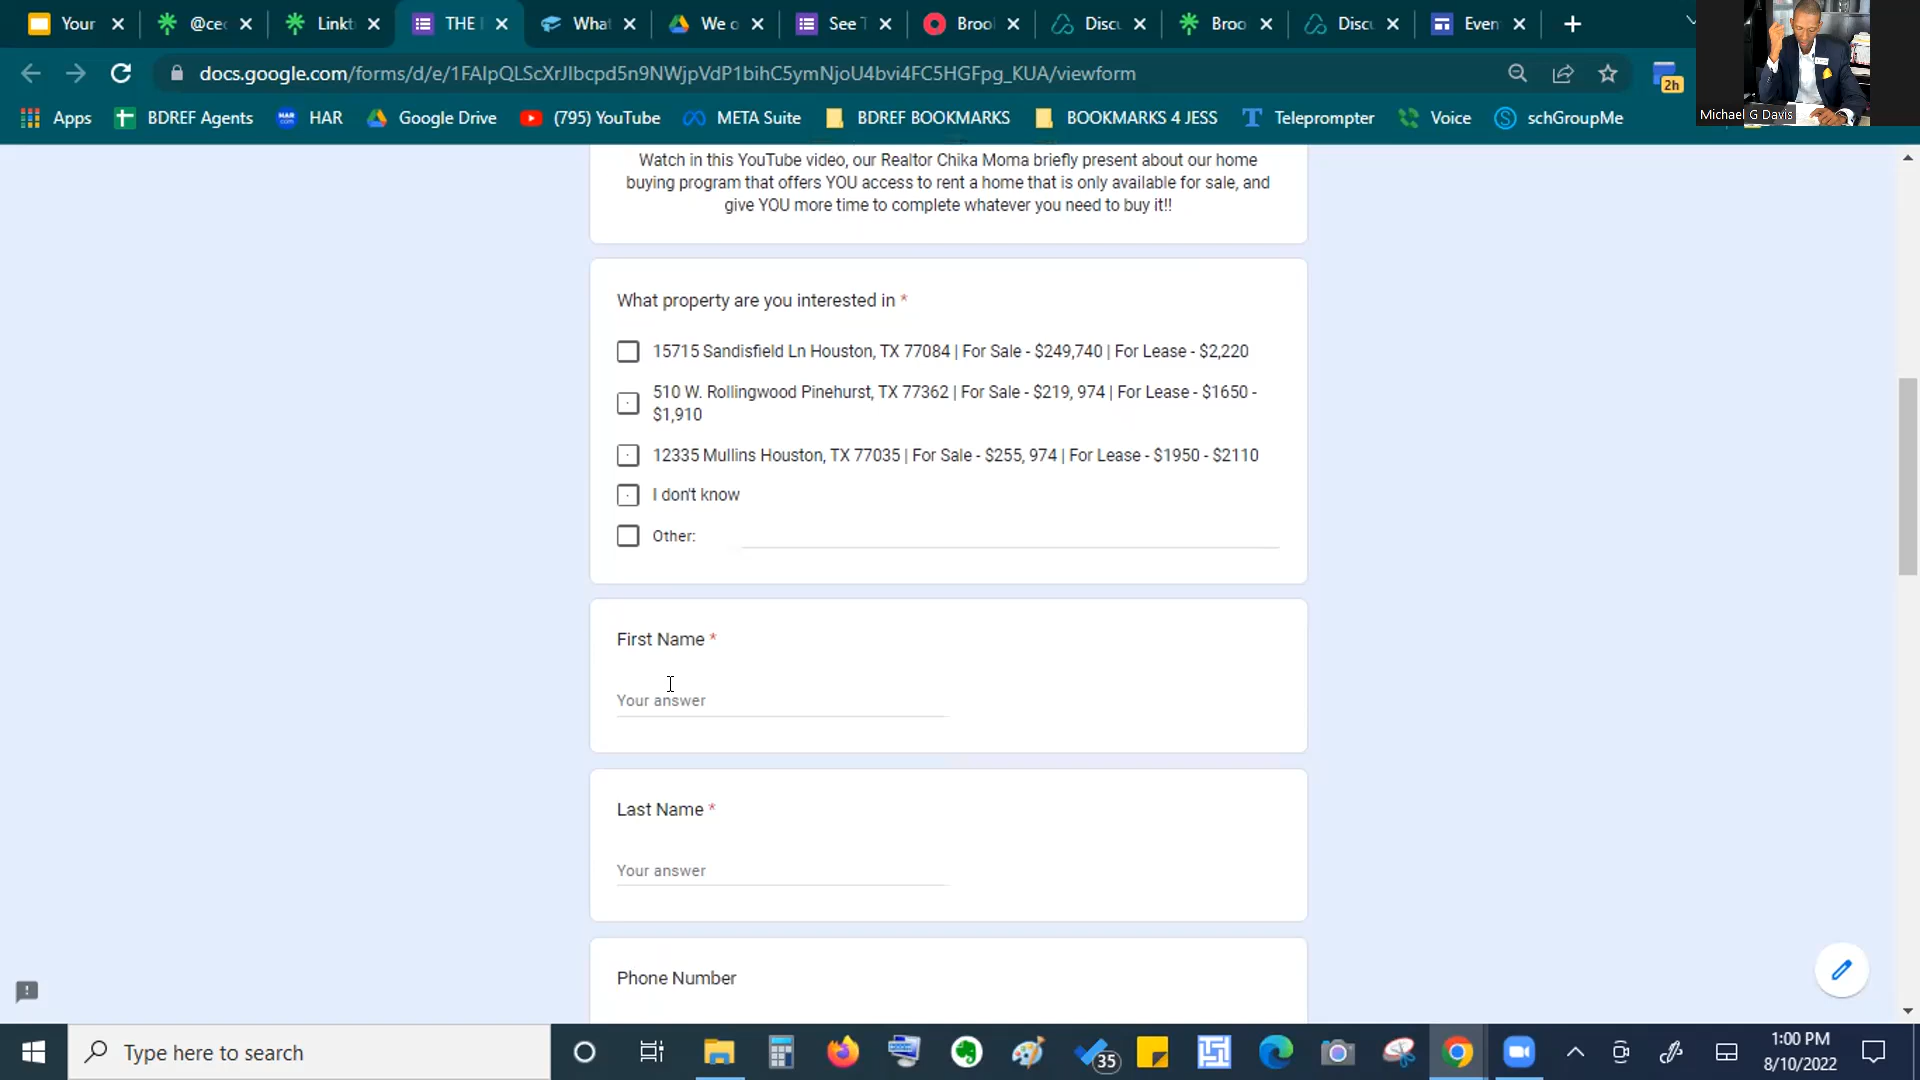 Your
@ce
Linkt
THE
What
We o
See T
Brool
Discu
Broo
Discu
Even
docs.google.com/forms/d/e/1FAIpQLScXrJIbcpd5n9NWjpVdP1bihC5ymNjoU4bvi4FC5HGFpg_KUA/viewform
2h
Apps
BDREF Agents
HAR
Google Drive
(795) YouTube
META Suite
BDREF BOOKMARKS
BOOKMARKS 4 JESS
Teleprompter
Voice
schGroupMe
Michael G Davis
Watch in this YouTube video, our Realtor Chika Moma briefly present about our home
buying program that offers YOU access to rent a home that is only available for sale, and
give YOU more time to complete whatever you need to buy it!!
What property are you interested in *
15715 Sandisfield Ln Houston, TX 77084 | For Sale - $249,740 | For Lease - $2,220
510 W. Rollingwood Pinehurst, TX 77362 | For Sale - $219, 974 | For Lease - $1650 -
$1,910
12335 Mullins Houston, TX 77035 | For Sale - $255, 974 | For Lease - $1950 - $2110
I don't know
Other:
First Name *
Your answer
Last Name *
Your answer
Phone Number
Type here to search
35
1:00 PM
8/10/2022